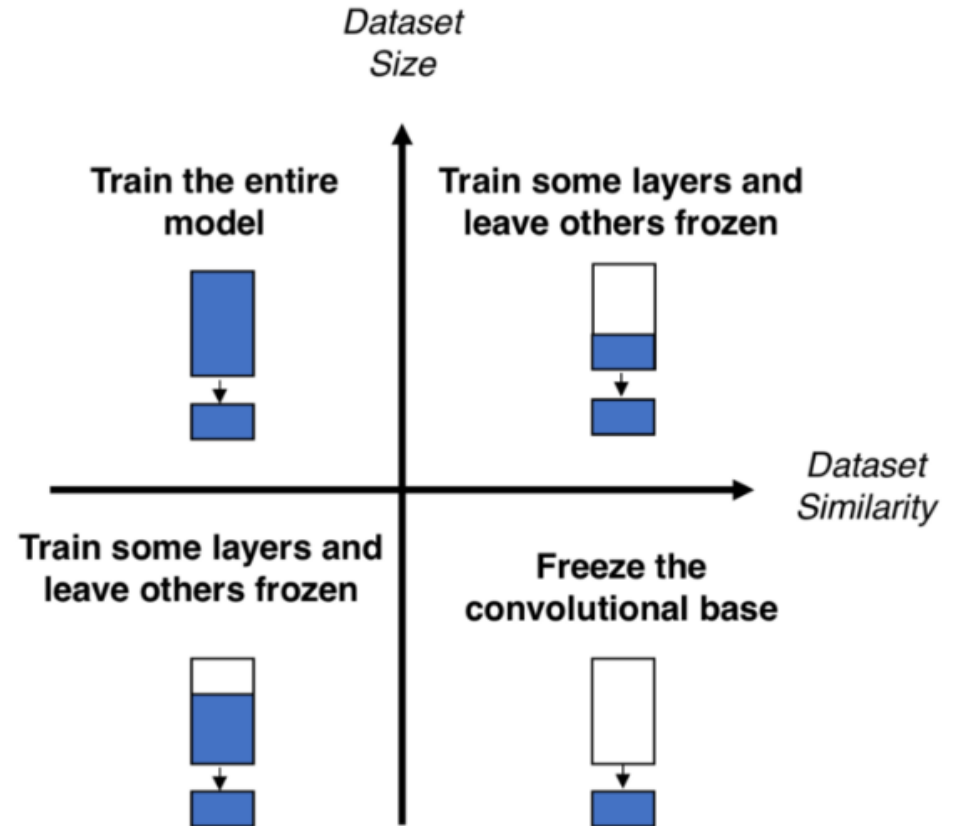 Dataset
Size
Train the entire
model
Train some layers and
leave others frozen
Dataset
Similarity
Train some layers and
leave others frozen
Freeze the
convolutional base